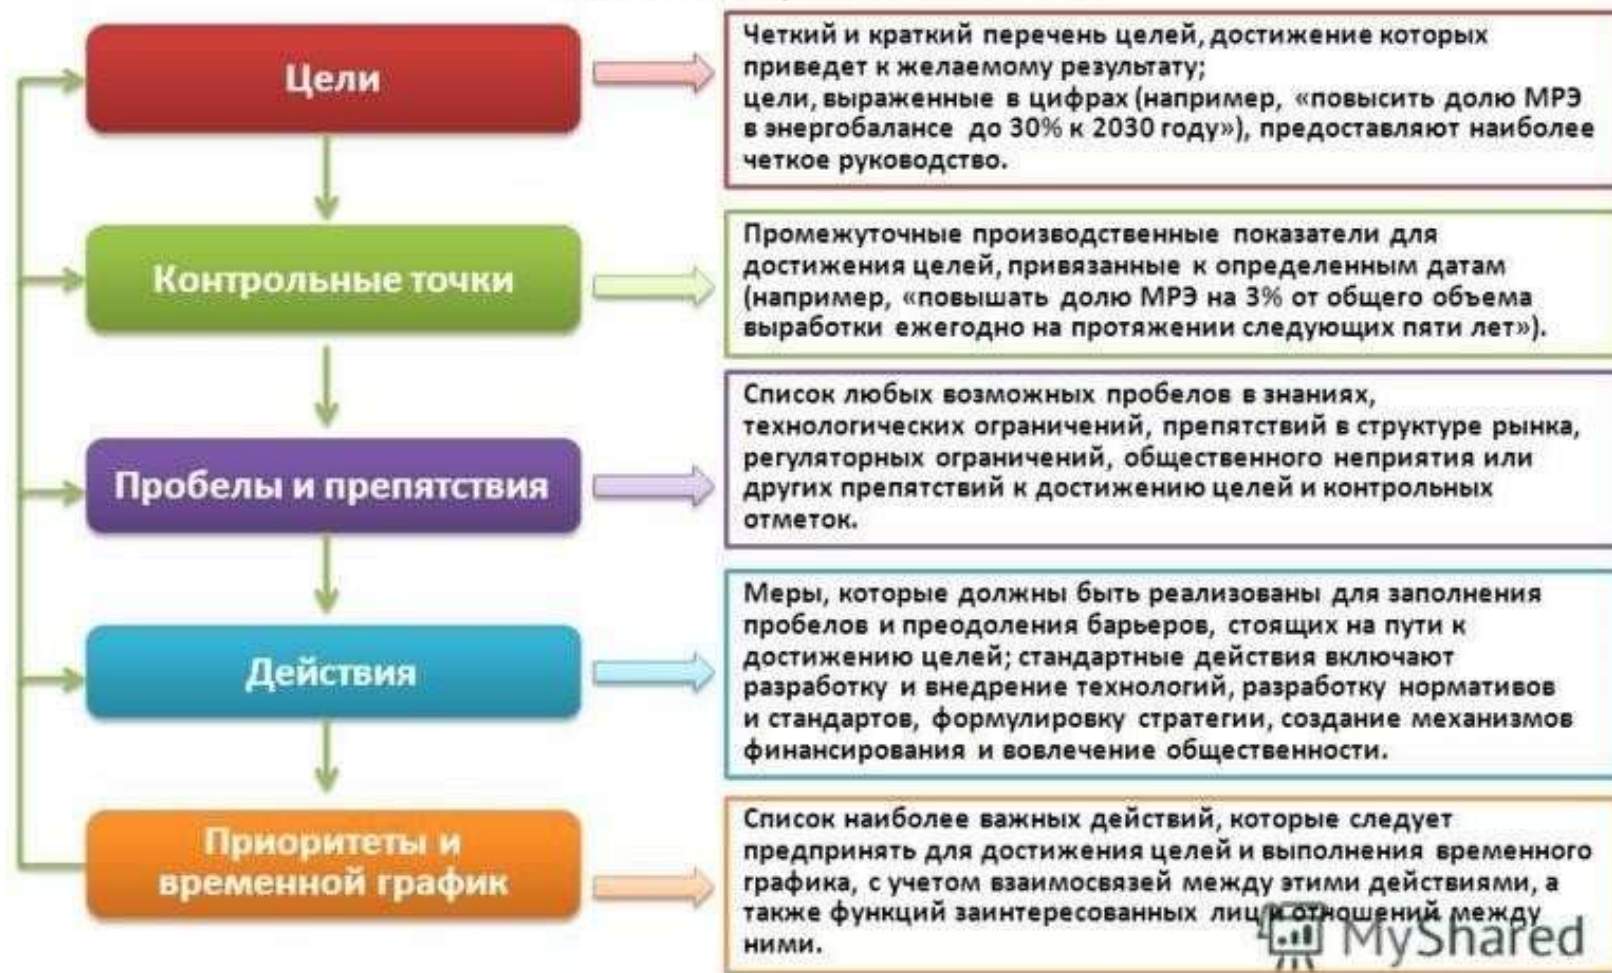 Цели
Четкий и краткий перечень целей, достижение которых
приведет к желаемому результату;
цели, выраженные в цифрах (например, «повысить долю МРЭ
в энергобалансе до 30% к 2030 году»), предоставляют наиболее
четкое руководство.
Контрольные точки
Промежуточные производственные показатели для
достижения целей, привязанные к определенным датам
(например, «повышать долю МРЭ на 3% от общего объема
выработки ежегодно на протяжении следующих пяти лет»).
Пробелы и препятствия
Список любых возможных пробелов в знаниях,
технологических ограничений, препятствий в структуре рынка,
регуляторных ограничений, общественного неприятия или
других препятствий к достижению целей и контрольных
отметок.
Действия
Меры, которые должны быть реализованы для заполнения
пробелов и преодоления барьеров, стоящих на пути к
достижению целей; стандартные действия включают
разработку и внедрение технологий, разработку нормативов
и стандартов, формулировку стратегии, создание механизмов
финансирования и вовлечение общественности.
Приоритеты и
временной график
Список наиболее важных действий, которые следует
предпринять для достижения целей и выполнения временного
графика, с учетом взаимосвязей между этими действиями, а
также функций заинтересованных лиц и отношений между
ними.
MyShared